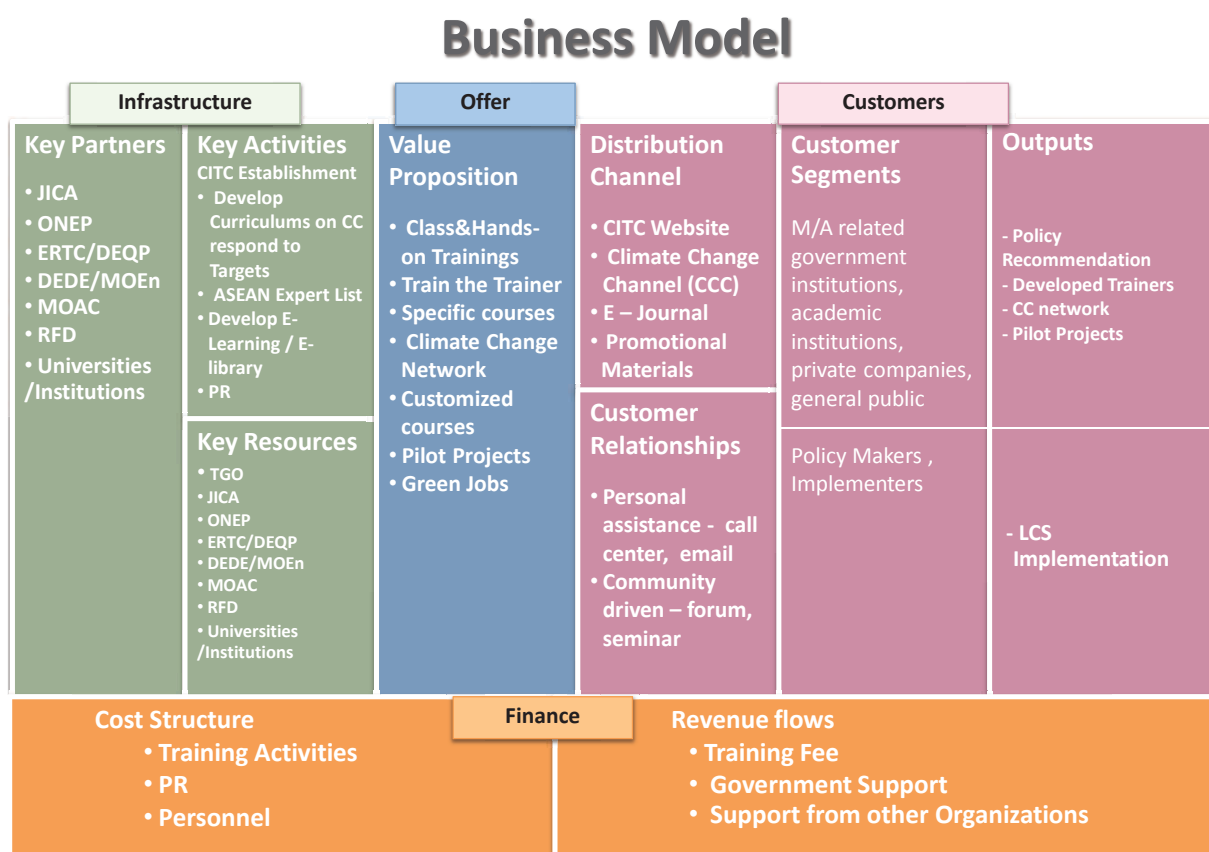 Business Model
Infrastructure
Offer
Customers
Key Partners
• JICA
• ONEP
• ERTC/DEQP
• DEDE/MOEn
• MOAC
• RFD
• Universities
/Institutions
Key Activities
CITC Establishment
• Develop
Curriculums on CC
respond to
Targets
• ASEAN Expert List
• Develop E-
Learning / E-
library
• PR
Key Resources
• TGO
• JICA
• ONEP
• ERTC/DEQP
• DEDE/MOEn
• MOAC
• RFD
• Universities
/Institutions
Value
Proposition
• Class&Hands-
on Trainings
• Train the Trainer
• Specific courses
• Climate Change
Network
• Customized
courses
• Pilot Projects
• Green Jobs
Distribution
Channel
• CITC Website
• Climate Change
Channel (CCC)
• E – Journal
• Promotional
Materials
Customer
Relationships
• Personal
assistance - call
center, email
• Community
driven – forum,
seminar
Customer
Segments
M/A related
government
institutions,
academic
institutions,
private companies,
general public
Policy Makers ,
Implementers
Outputs
- Policy
Recommendation
- Developed Trainers
- CC network
- Pilot Projects
- LCS
Implementation
Finance
Cost Structure
• Training Activities
• PR
• Personnel
Revenue flows
• Training Fee
• Government Support
• Support from other Organizations